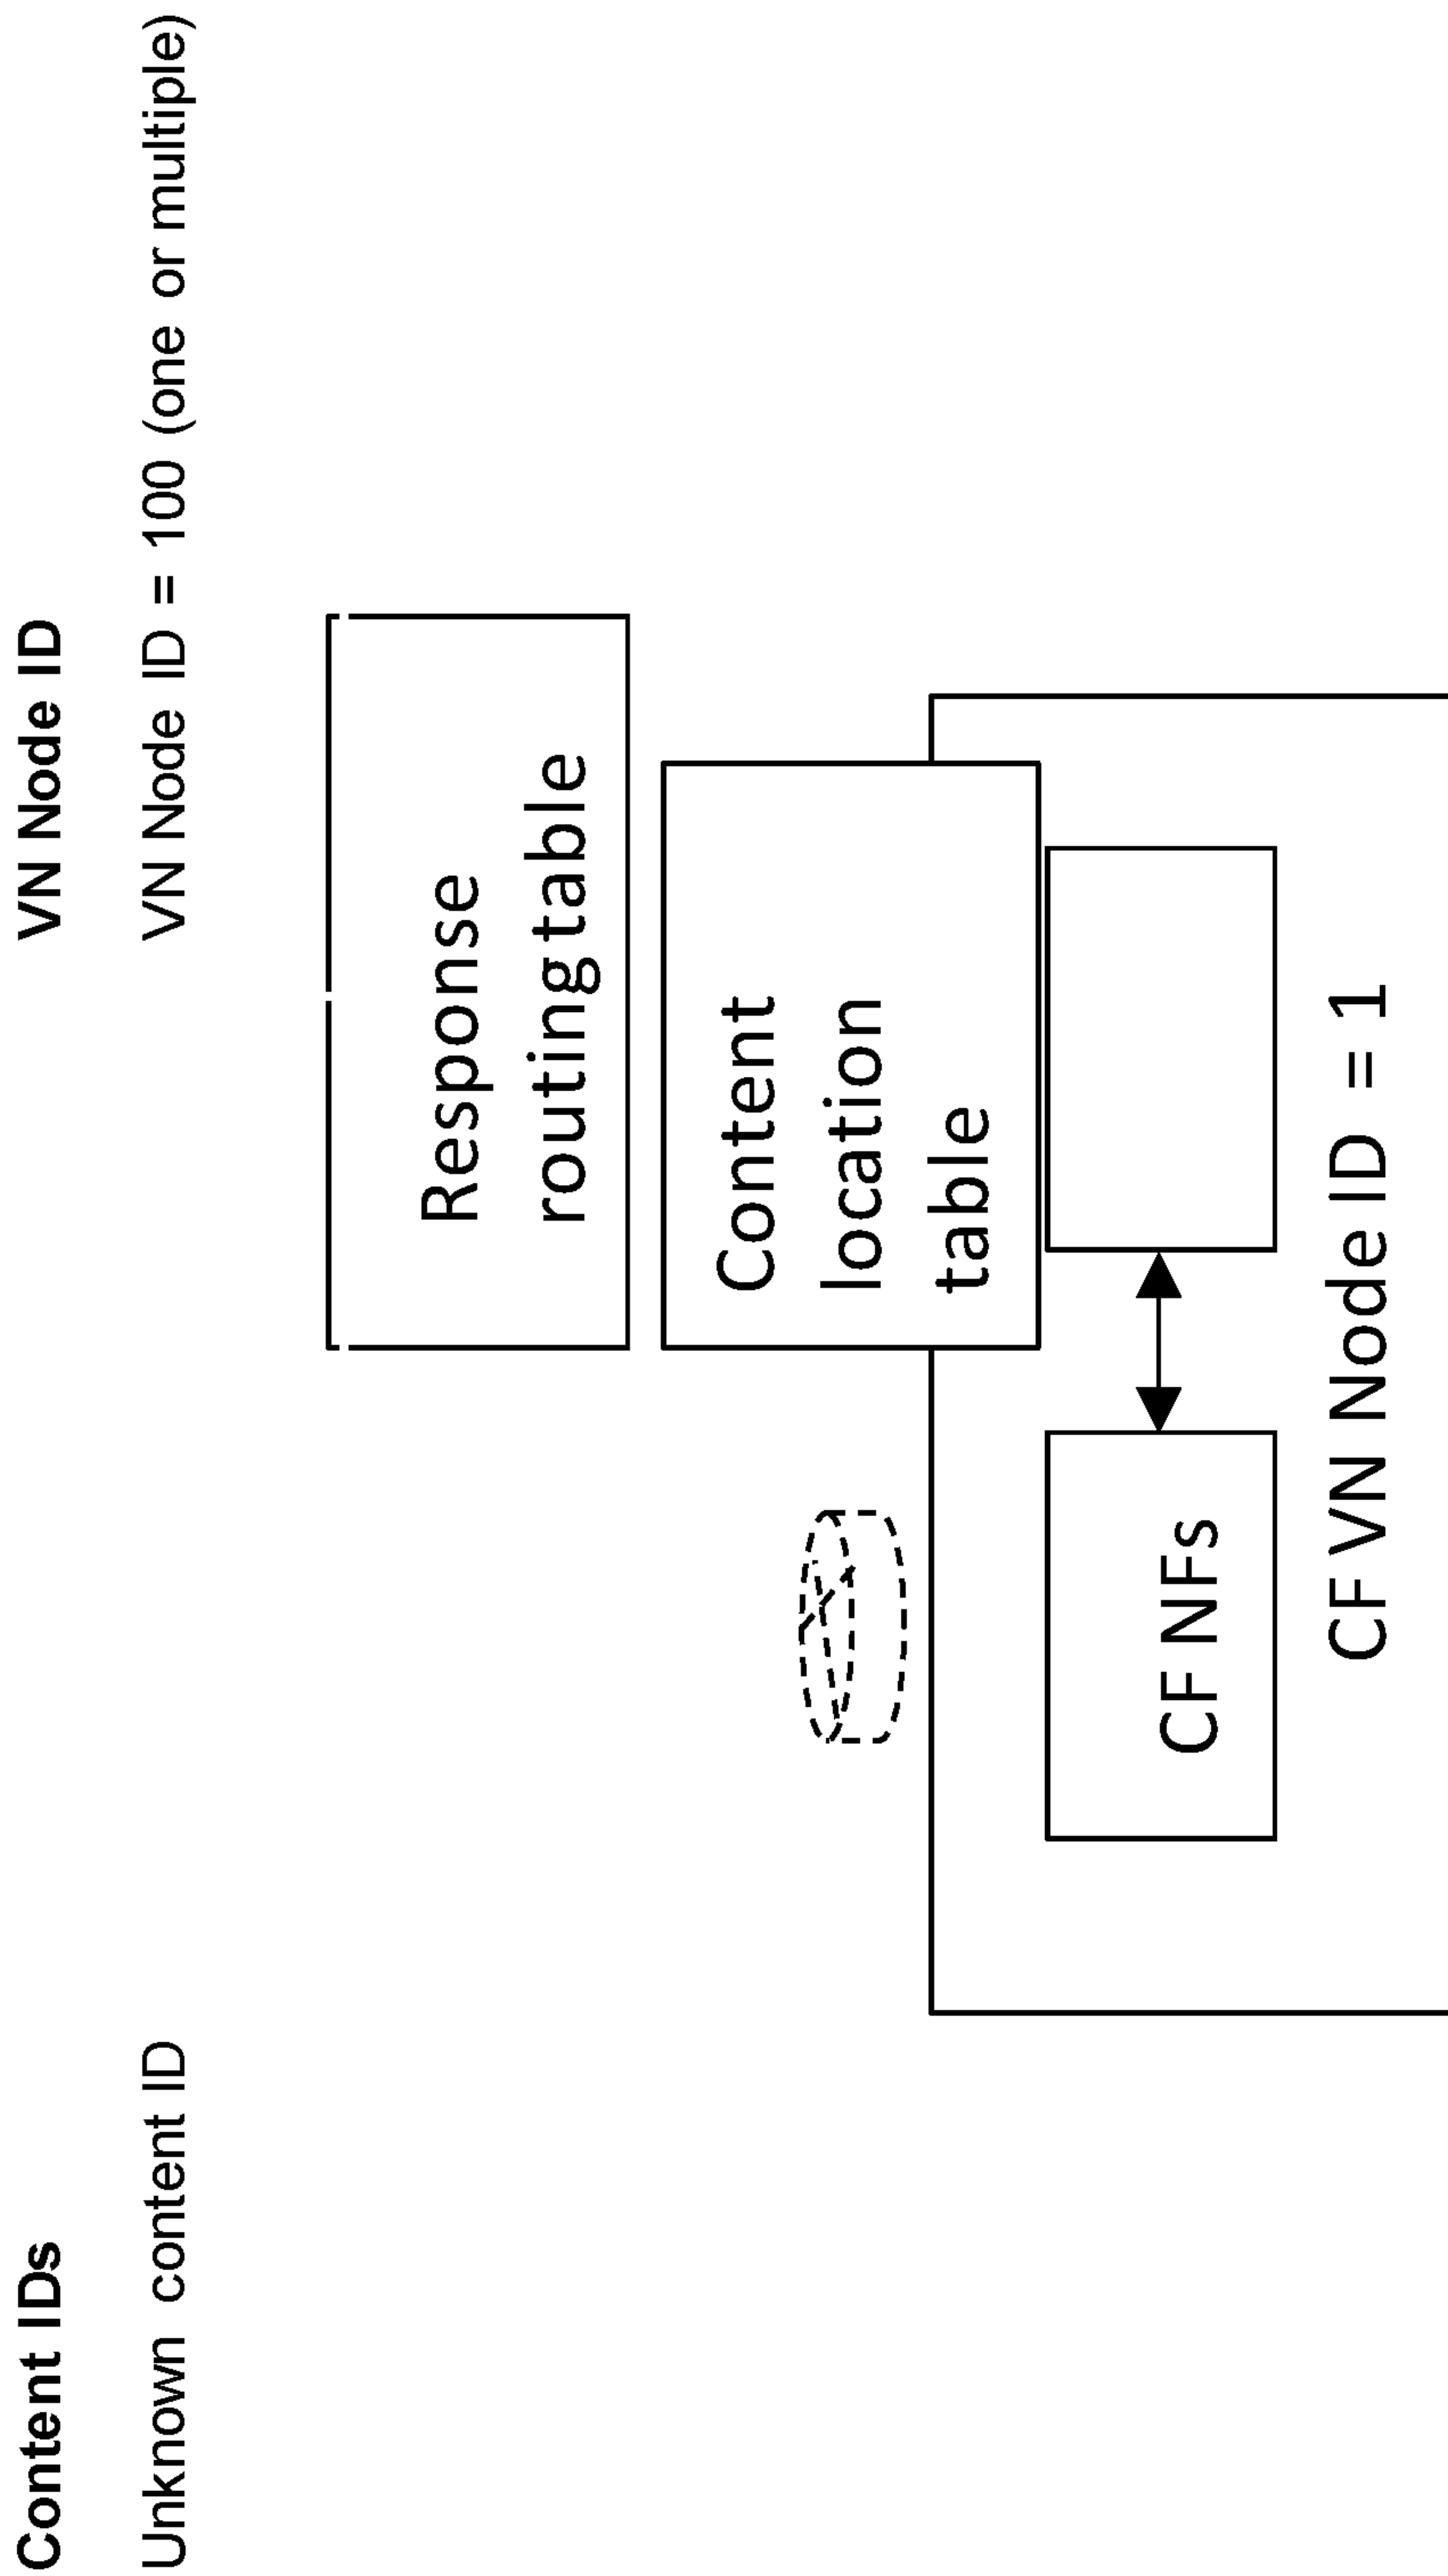 Content IDs
VN Node ID
Unknown content ID
VN Node ID = 100 (one or multiple)
Response
routing table
Content
location
table
CF NFs
CF VN Node ID = 1